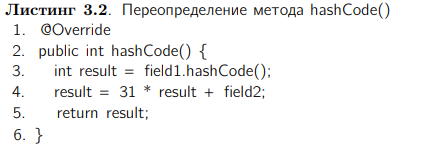 Листинг 3.2. Переопределение метода hashCode()
1. @Override
2. public int hashCode() {
3. int result = field1.hashCode();
4. result = 31 * result + field2;
5. return result;
6. }